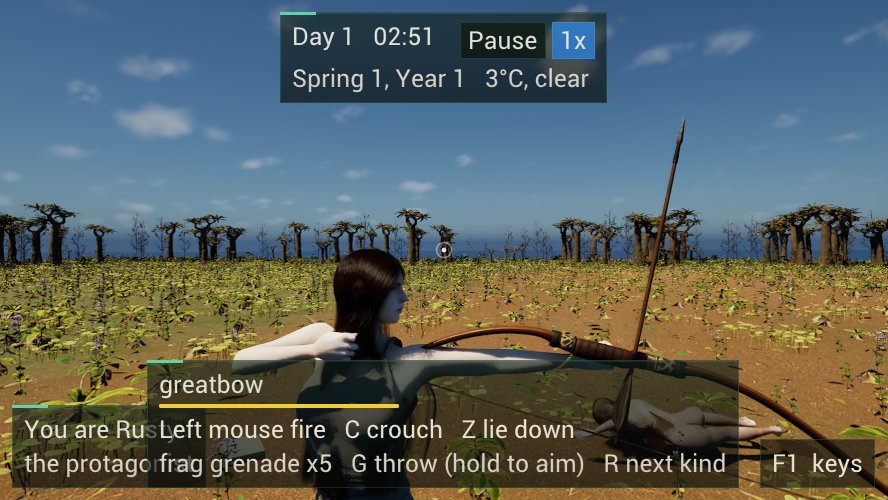 Day 1 02:51 Pause 1x
Spring 1, Year 1 3°C, clear
greatbow
You are Left mouse fire C crouch Z lie down
the frag grenade x5 G throw (hold to aim) R next kind
F1 keys